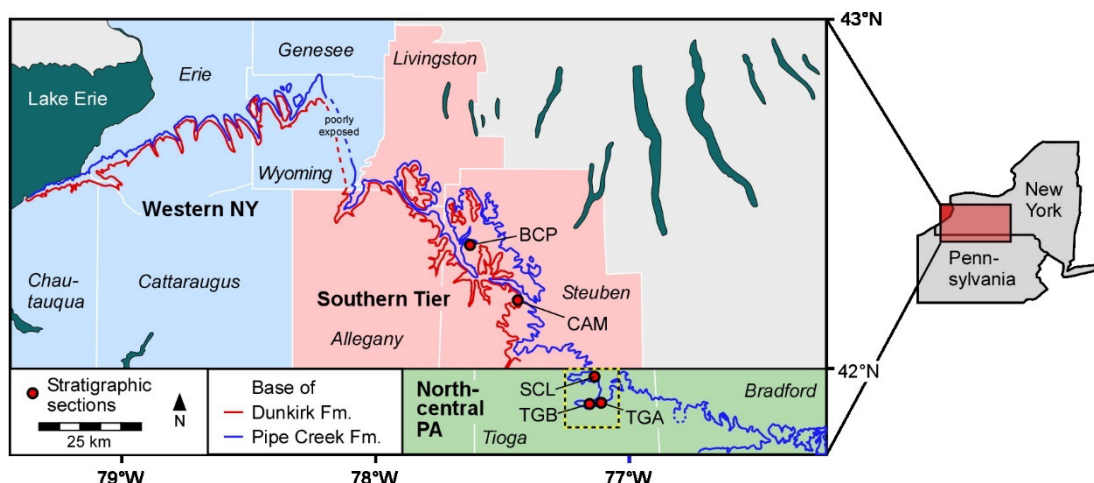 43°N
Genesee
Livingston
Erie
Lake Erie
poorly
exposed
Wyoming
New
York
Western NY
BCP
Penn-
sylvania
Chau-
tauqua
Cattaraugus
Southern Tier
Steuben
Allegany
CAM
42°N
Stratigraphic
sections
N
25 km
Base of
Dunkirk Fm.
Pipe Creek Fm.
North-
central
PA
SCL
TGB
TGA
Tioga
Bradford
79°W
78°W
77°W